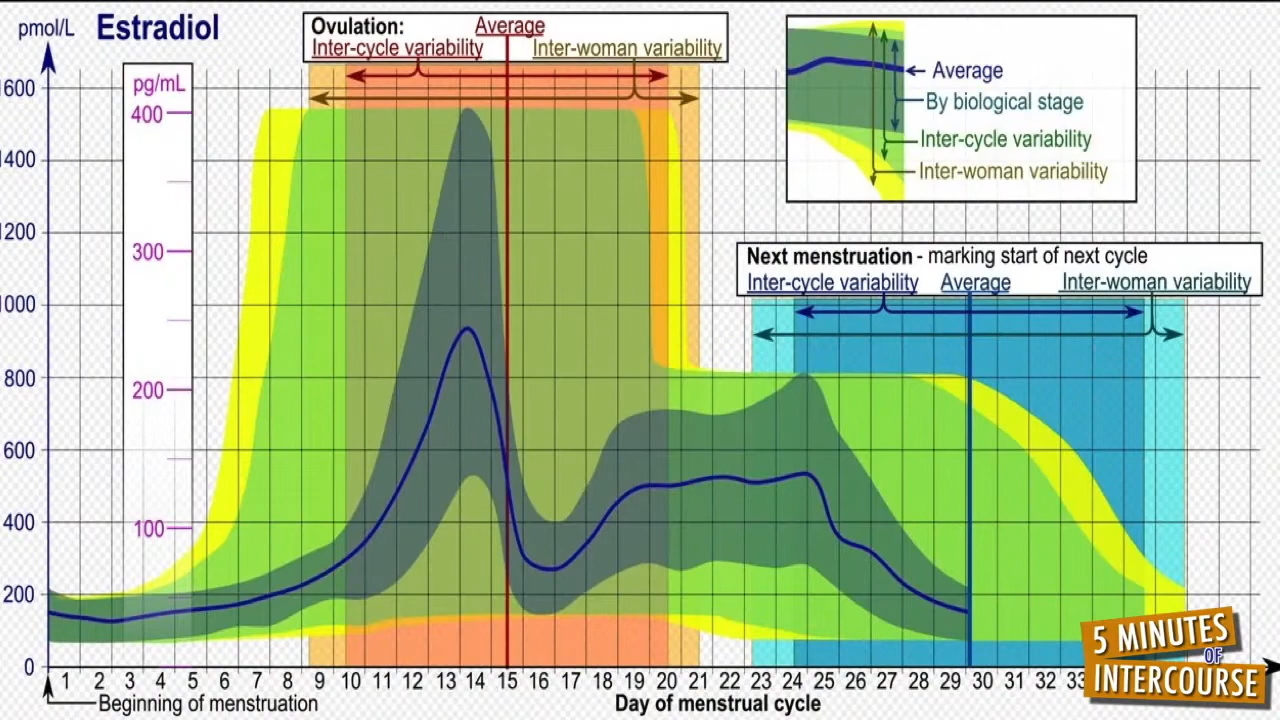 pmol/L
Estradiol
pg/mL
Ovulation:
Average
Inter-cycle variability
Inter-woman variability
Average
By biological stage
Inter-cycle variability
Inter-woman variability
Next menstruation - marking start of next cycle
Inter-cycle variability Average Inter-woman variability
1600
1400
1200
1000
800
600
400
200
0
400
300
200
100
1 2 3 4 5 6 7 8 9 10 11 12 13 14 15 16 17 18 19 20 21 22 23 24 25 26 27 28 29 30 31 32 33
Beginning of menstruation
Day of menstrual cycle
5 MINUTES
OF
INTERCOURSE